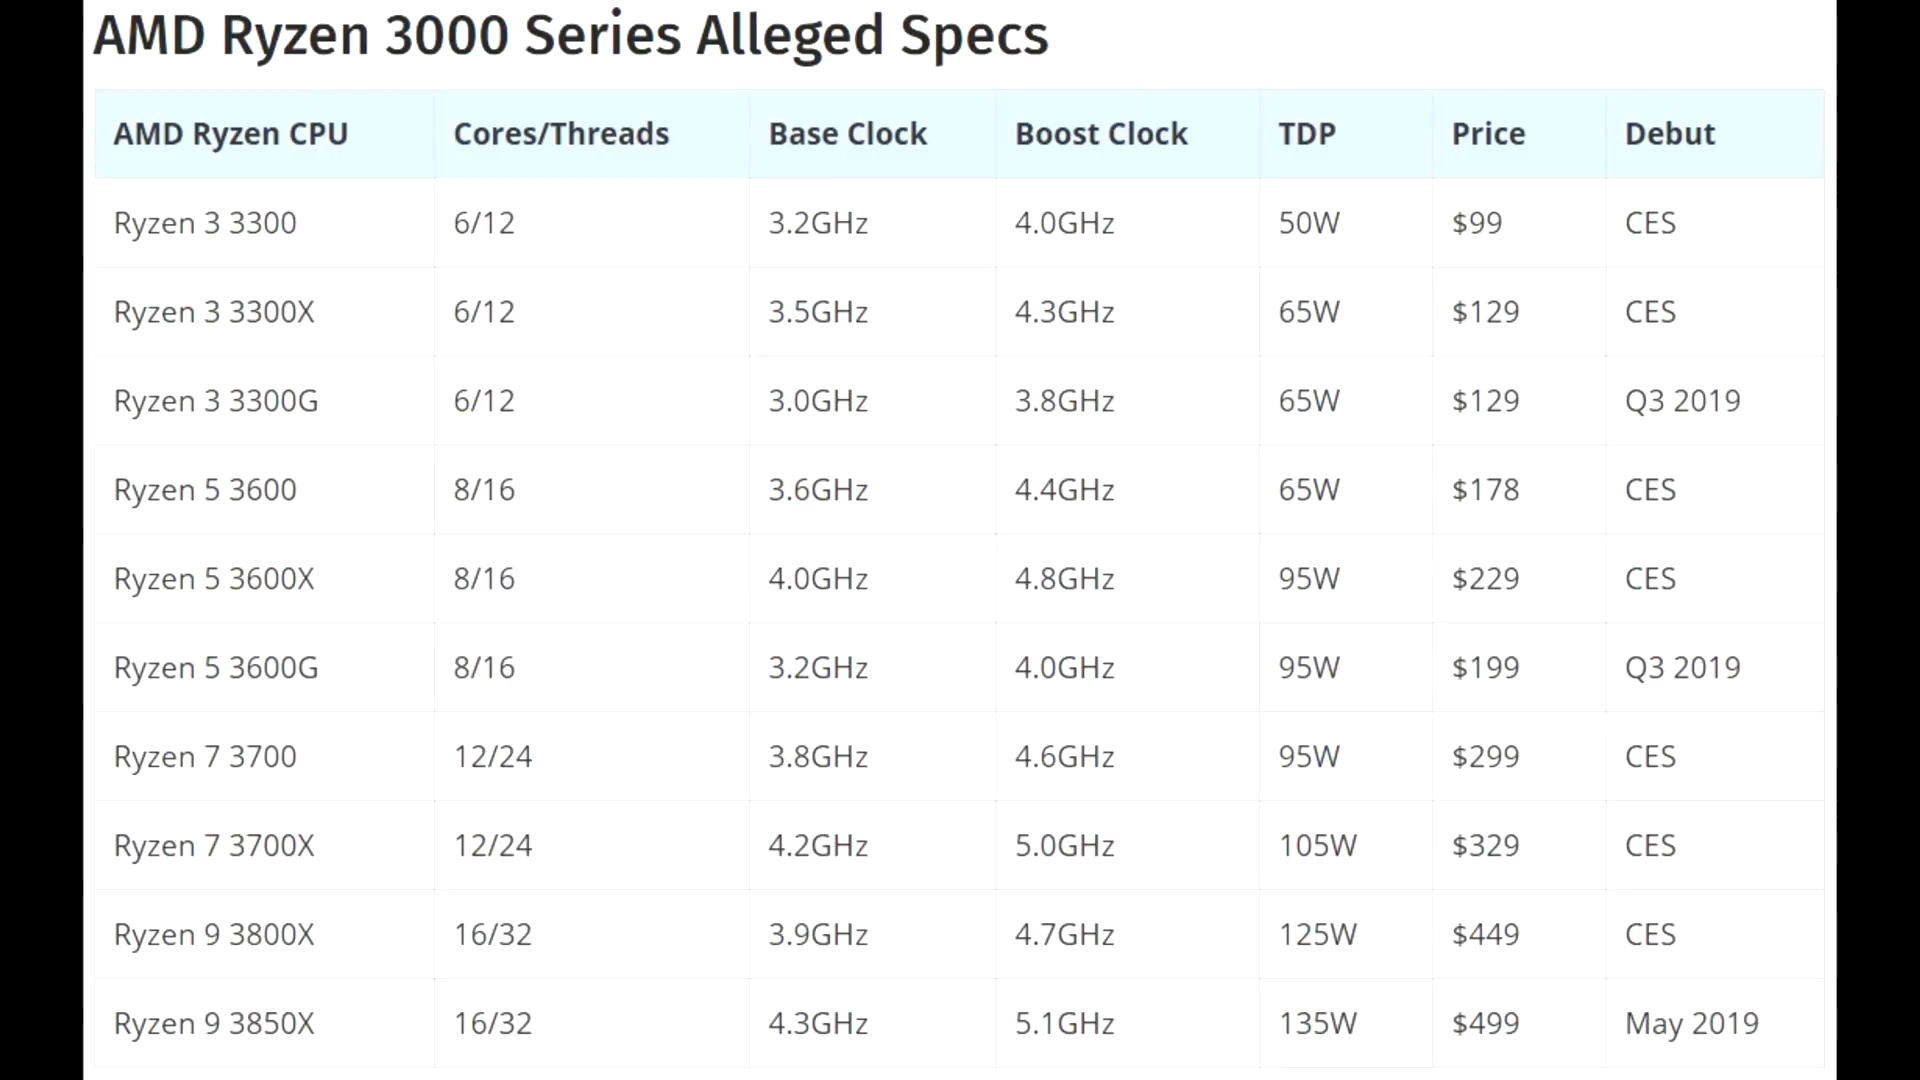 AMD Ryzen 3000 Series Alleged Specs
AMD Ryzen CPU Cores/Threads Base Clock Boost Clock TDP Price Debut
Ryzen 3 3300 6/12 3.2GHz 4.0GHz 50W $99 CES
Ryzen 3 3300X 6/12 3.5GHz 4.3GHz 65W $129 CES
Ryzen 3 3300G 6/12 3.0GHz 3.8GHz 65W $129 Q3 2019
Ryzen 5 3600 8/16 3.6GHz 4.4GHz 65W $178 CES
Ryzen 5 3600X 8/16 4.0GHz 4.8GHz 95W $229 CES
Ryzen 5 3600G 8/16 3.2GHz 4.0GHz 95W $199 Q3 2019
Ryzen 7 3700 12/24 3.8GHz 4.6GHz 95W $299 CES
Ryzen 7 3700X 12/24 4.2GHz 5.0GHz 105W $329 CES
Ryzen 9 3800X 16/32 3.9GHz 4.7GHz 125W $449 CES
Ryzen 9 3850X 16/32 4.3GHz 5.1GHz 135W $499 May 2019